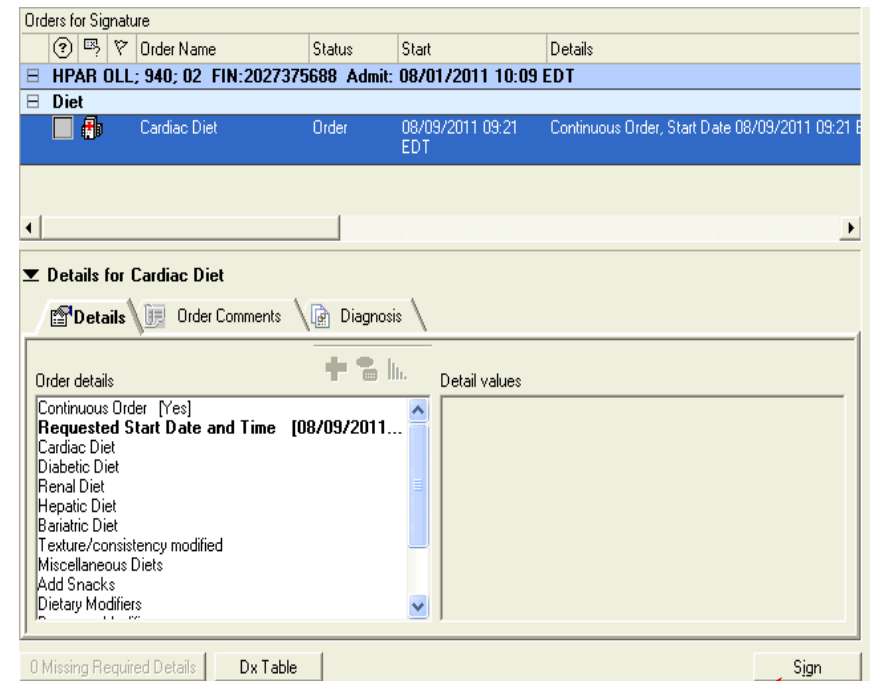 Orders for Signature
Order Name Status Start Details
HPAR OLL; 940; 02 FIN:2027375688 Admit: 08/01/2011 10:09 EDT
Diet
Cardiac Diet Order 08/09/2011 09:21 Continuous Order, Start Date 08/09/2011 09:21
EDT
Details for Cardiac Diet
Details Order Comments Diagnosis
Order details Detail values
Continuous Order [Yes]
Requested Start Date and Time [08/09/2011...
Cardiac Diet
Diabetic Diet
Renal Diet
Hepatic Diet
Bariatric Diet
Texture/consistency modified
Miscellaneous Diets
Add Snacks
Dietary Modifiers
0 Missing Required Details Dx Table Sign